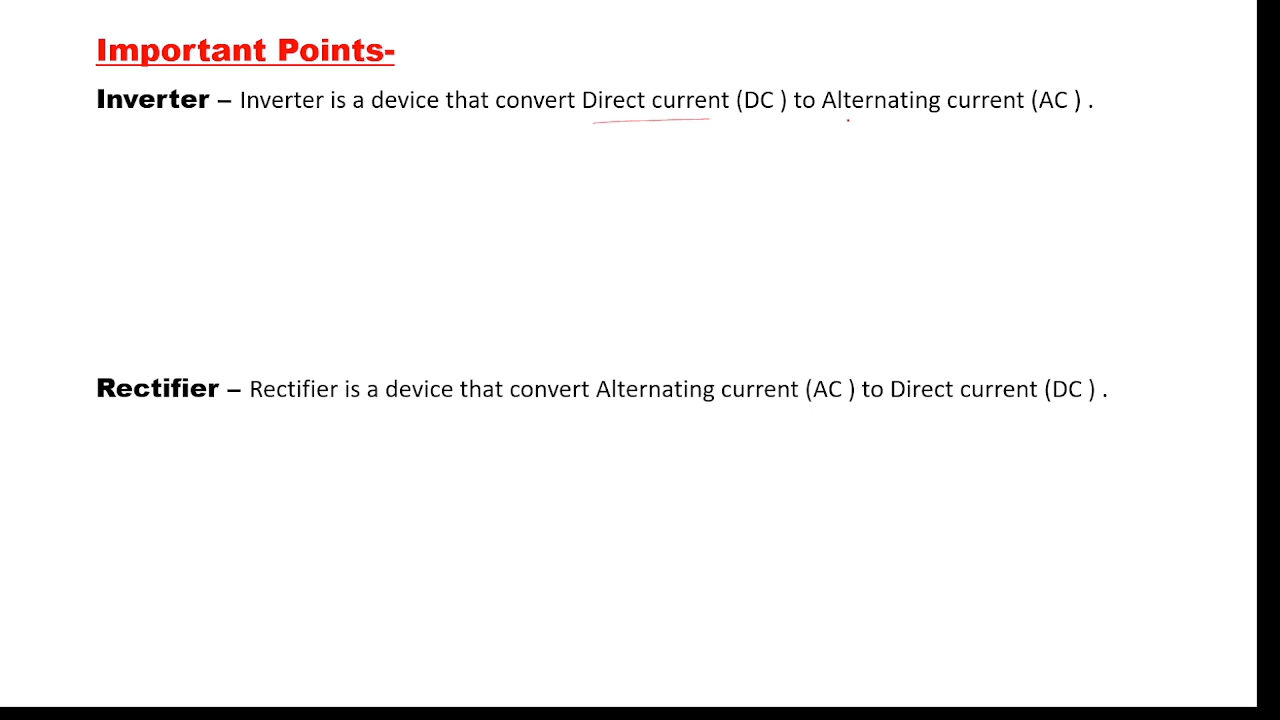 Important Points-
Inverter – Inverter is a device that convert Direct current (DC ) to Alternating current (AC ) .
Rectifier – Rectifier is a device that convert Alternating current (AC ) to Direct current (DC ) .